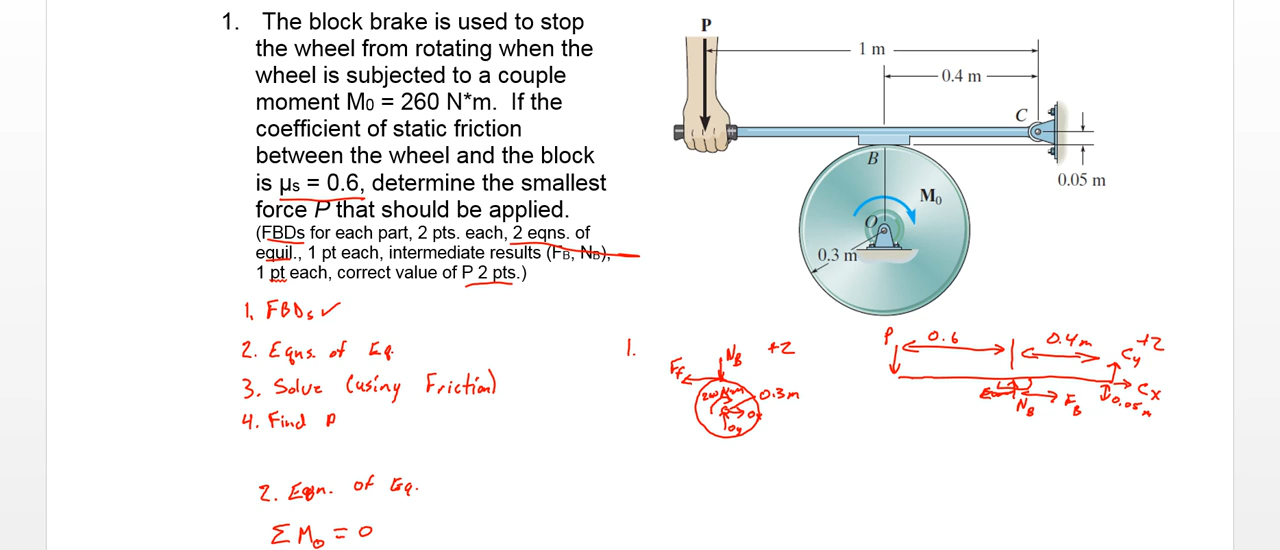 1. The block brake is used to stop
the wheel from rotating when the
wheel is subjected to a couple
moment Mo = 260 N*m. If the
coefficient of static friction
between the wheel and the block
is µs = 0.6, determine the smallest
force P that should be applied.
(FBDs for each part, 2 pts. each, 2 eqns. of
equil., 1 pt each, intermediate results (FB, NB),
1 pt each, correct value of P 2 pts.)
P
1 m
0.4 m
C
B
0.05 m
M₀
O
0.3 m
1. FBDs ✓
2. Eqns. of Eq.
3. Solve (using Friction)
4. Find P
1.
Ff
NB
+Z
0.3m
Ox
Oy
P
0.6
0.4m
+Z
Cy
Cx
NB
FB
0.05m
2. Eqn. of Eq.
ΣMo = 0